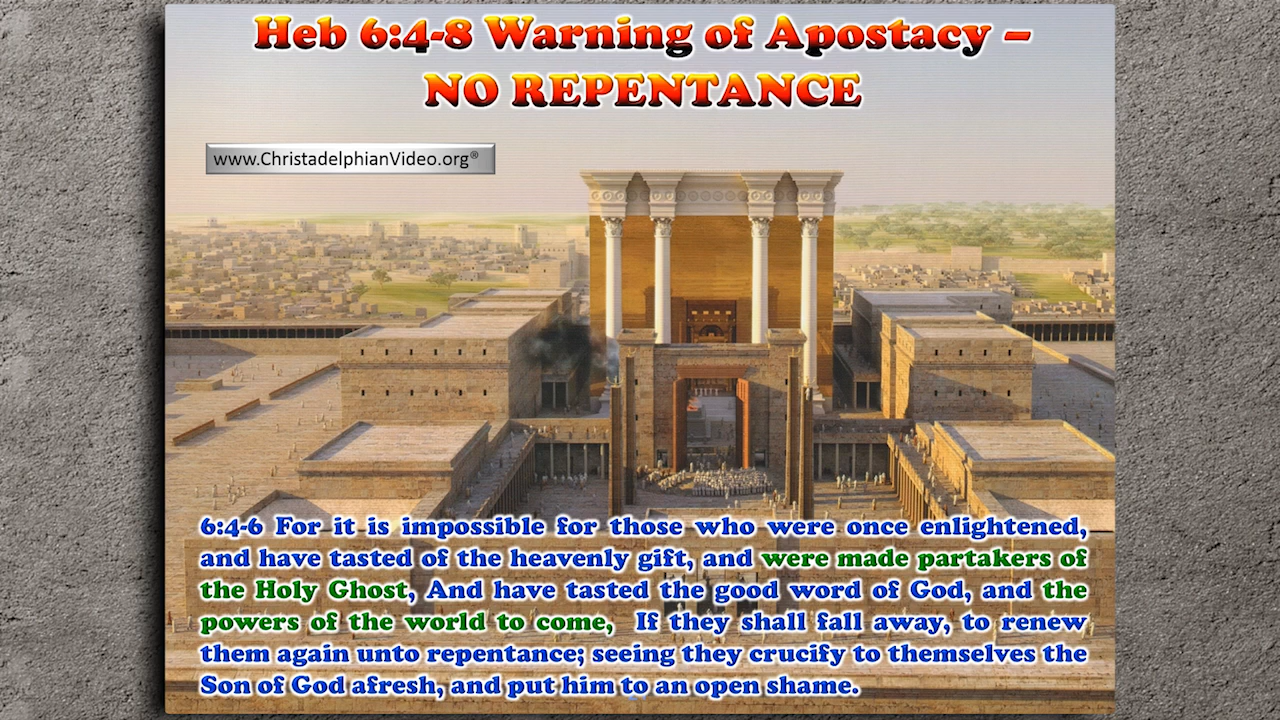 Heb 6:4-8 Warning of Apostacy –
NO REPENTANCE
www.ChristadelphianVideo.org®
6:4-6 For it is impossible for those who were once enlightened,
and have tasted of the heavenly gift, and were made partakers of
the Holy Ghost, And have tasted the good word of God, and the
powers of the world to come, If they shall fall away, to renew
them again unto repentance; seeing they crucify to themselves the
Son of God afresh, and put him to an open shame.